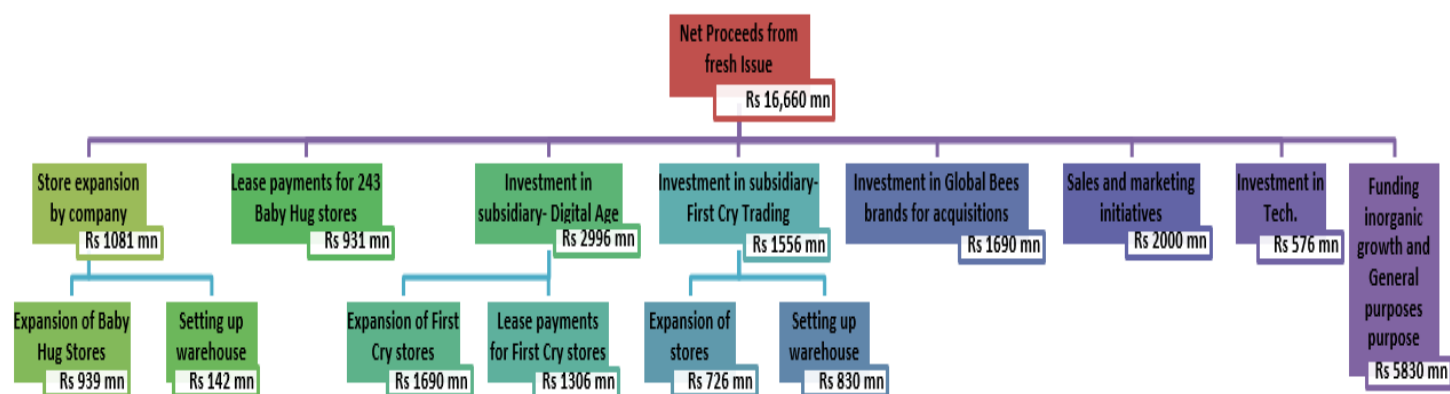 Net Proceeds from
fresh Issue
Rs 16,660 mn
Store expansion
by company
Rs 1081 mn
Lease payments for 243
Baby Hug stores
Rs 931 mn
Investment in
subsidiary- Digital Age
Rs 2996 mn
Investment in subsidiary-
First Cry Trading
Rs 1556 mn
Investment in Global Bees
brands for acquisitions
Rs 1690 mn
Sales and marketing
initiatives
Rs 2000 mn
Investment in
Tech.
Rs 576 mn
Funding
inorganic
growth and
General
purposes
purpose
Rs 5830 mn
Expansion of Baby
Hug Stores
Rs 939 mn
Setting up
warehouse
Rs 142 mn
Expansion of First
Cry stores
Rs 1690 mn
Lease payments
for First Cry stores
Rs 1306 mn
Expansion of
stores
Rs 726 mn
Setting up
warehouse
Rs 830 mn